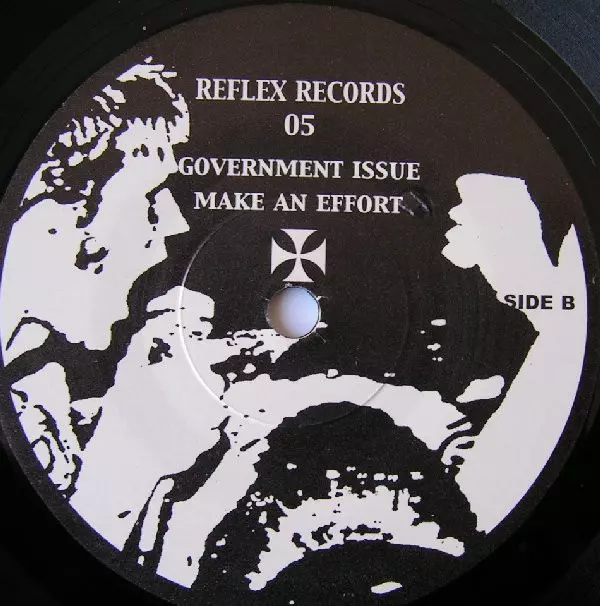 REFLEX RECORDS
05
GOVERNMENT ISSUE
MAKE AN EFFORT
SIDE B